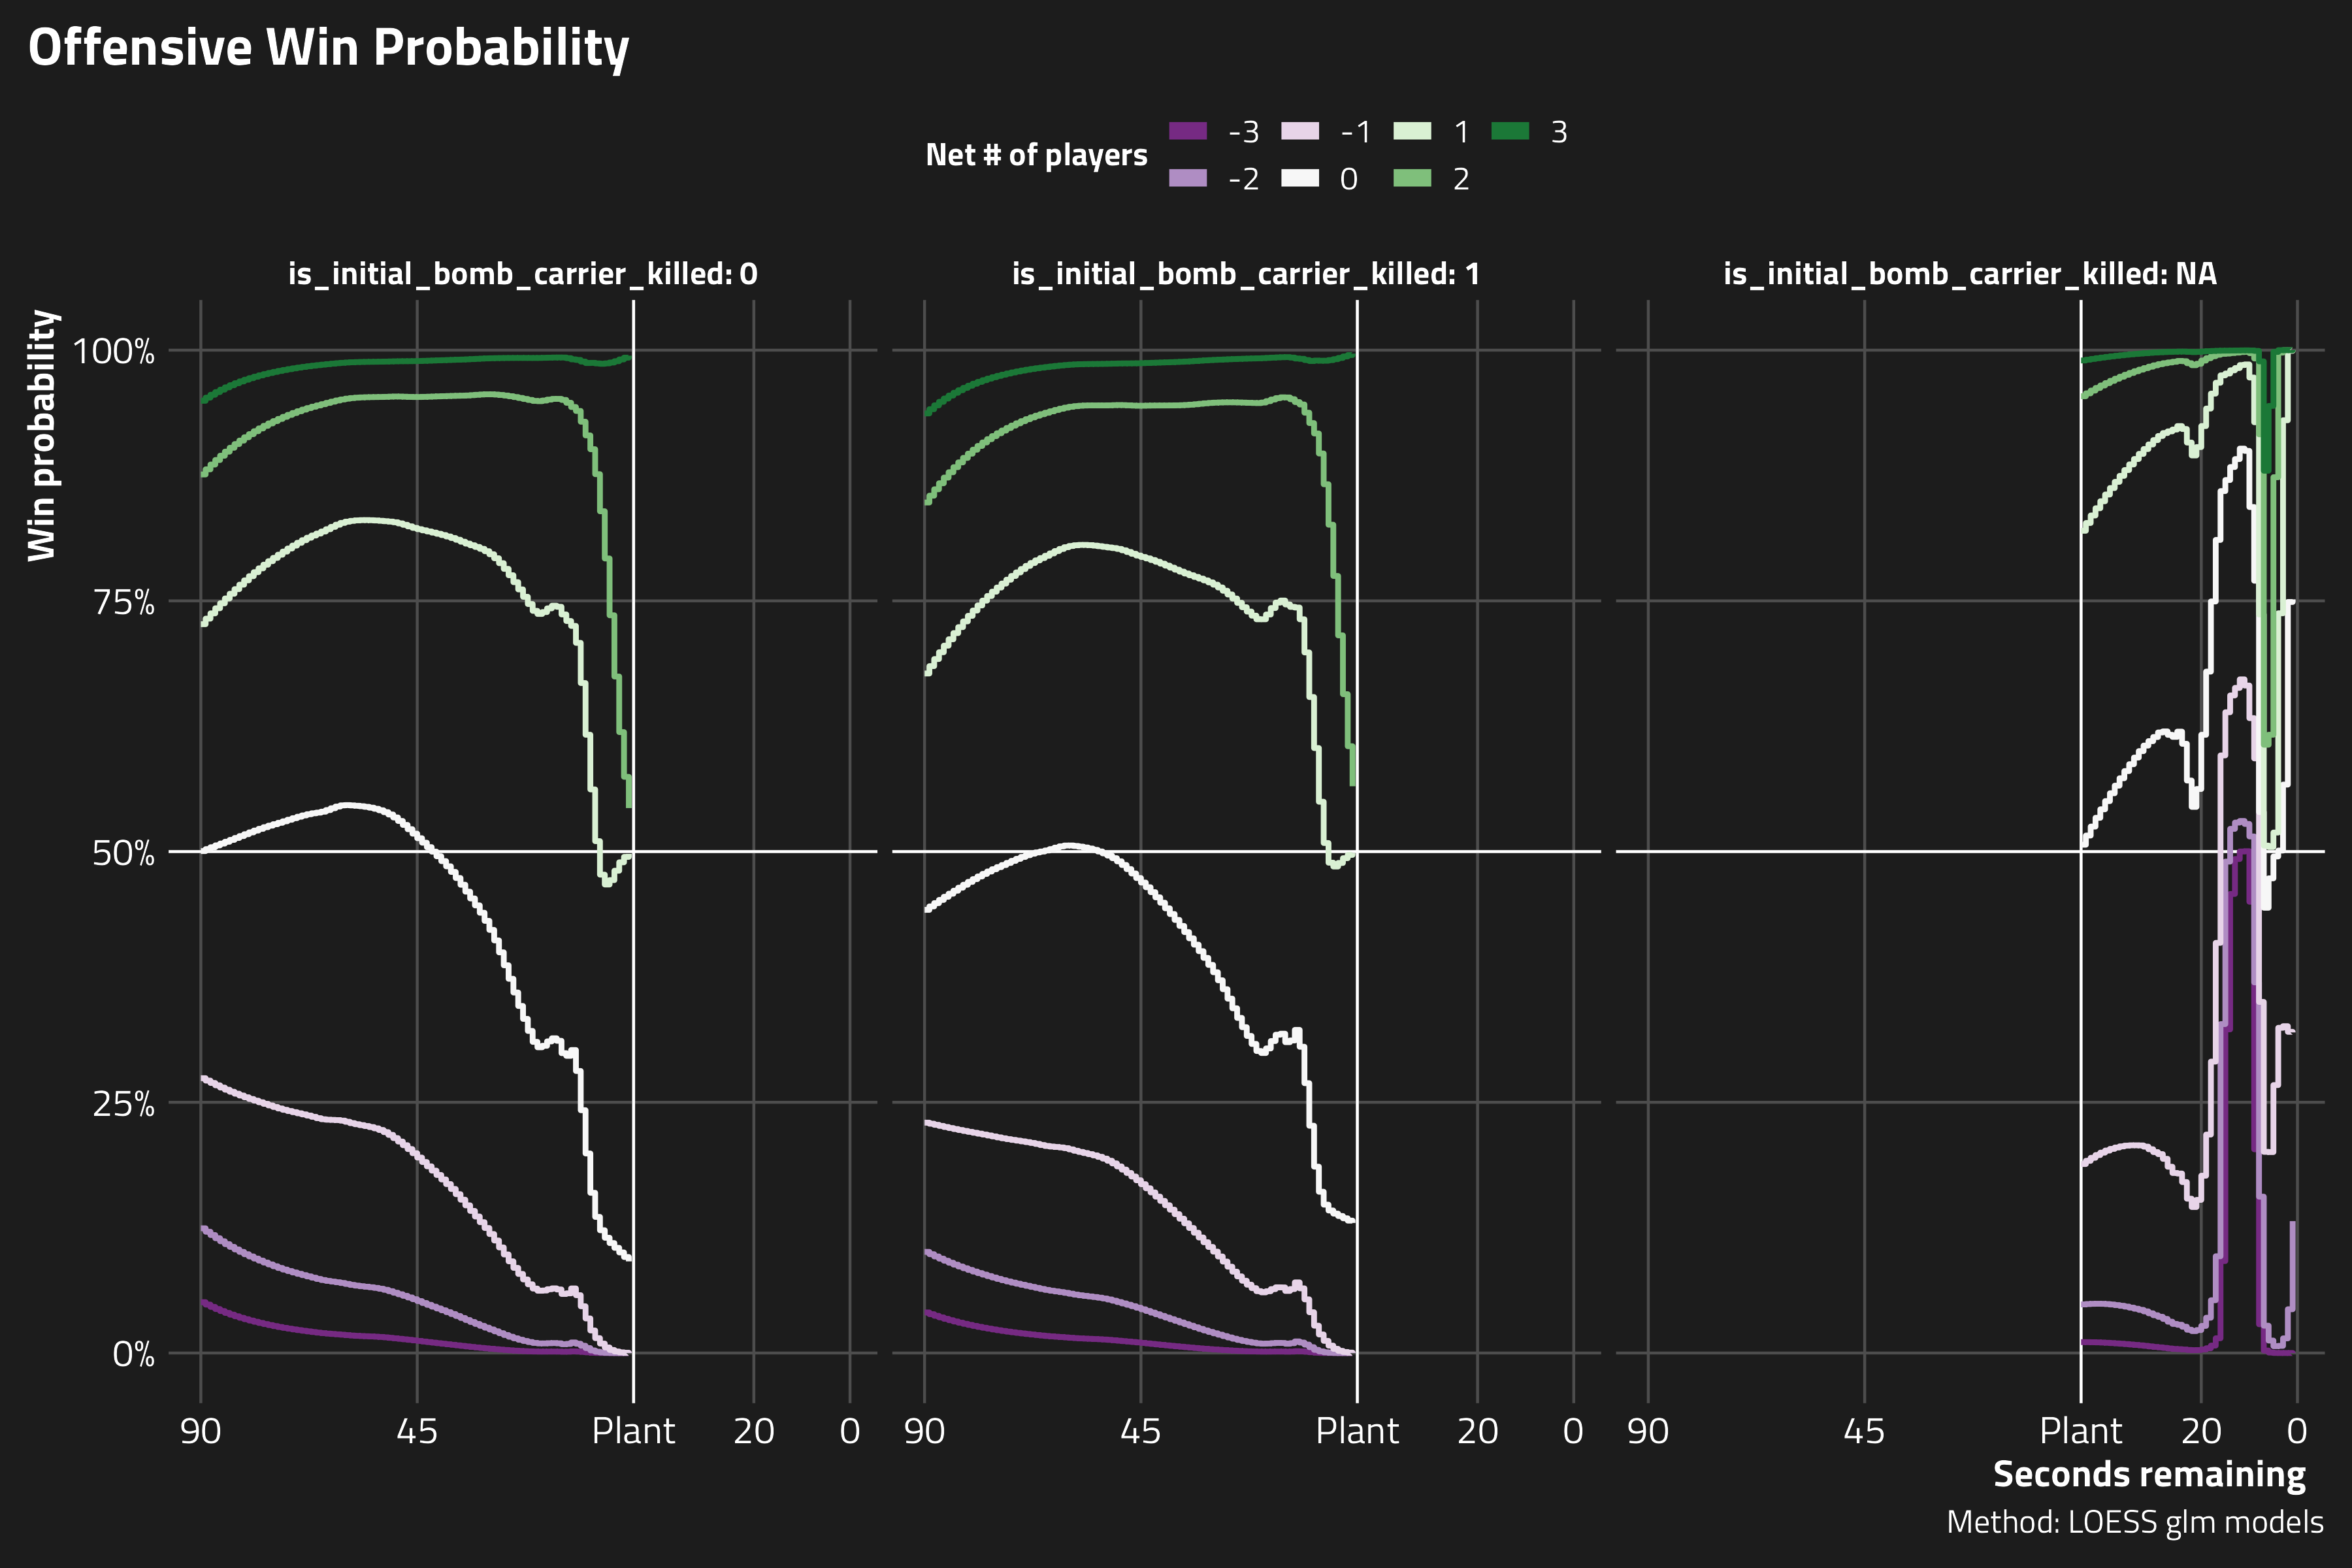 Offensive Win Probability
Net # of players
-3 -1 1 3
-2 0 2
is_initial_bomb_carrier_killed: 0 is_initial_bomb_carrier_killed: 1 is_initial_bomb_carrier_killed: NA
Win probability
100%
75%
50%
25%
0%
90 45 Plant 20 0 90 45 Plant 20 0 90 45 Plant 20 0
Seconds remaining
Method: LOESS glm models